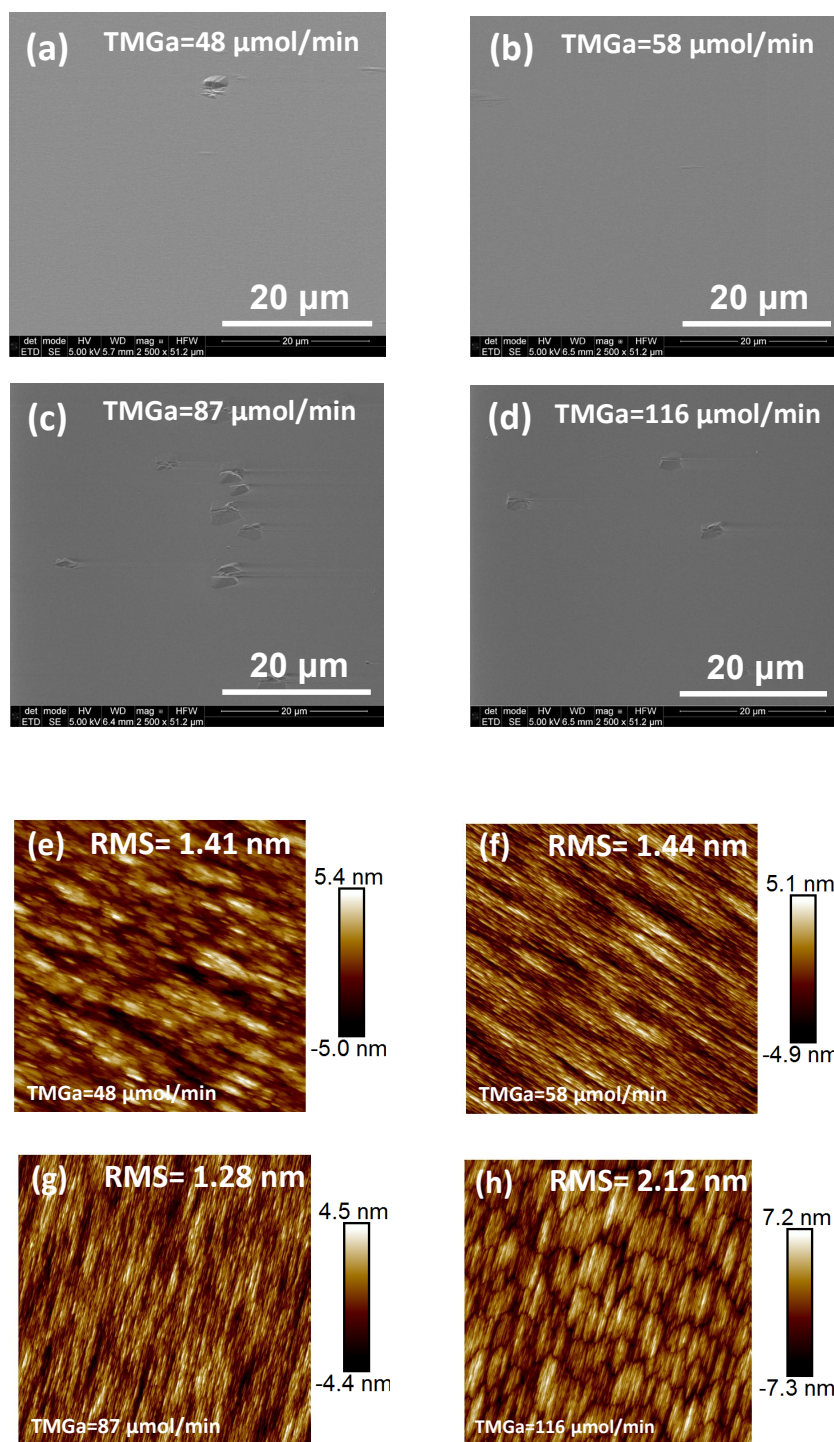 (a) TMGa=48 µmol/min
20 µm
det mode HV WD mag HFW 20 µm
ETD SE 5.00 kV 5.7 mm 2 500 x 51.2 µm
(b) TMGa=58 µmol/min
20 µm
det mode HV WD mag HFW 20 µm
ETD SE 5.00 kV 6.5 mm 2 500 x 51.2 µm
(c) TMGa=87 µmol/min
20 µm
det mode HV WD mag HFW 20 µm
ETD SE 5.00 kV 6.4 mm 2 500 x 51.2 µm
(d) TMGa=116 µmol/min
20 µm
det mode HV WD mag HFW 20 µm
ETD SE 5.00 kV 6.5 mm 2 500 x 51.2 µm
(e) RMS= 1.41 nm
5.4 nm
-5.0 nm
TMGa=48 µmol/min
(f) RMS= 1.44 nm
5.1 nm
-4.9 nm
TMGa=58 µmol/min
(g) RMS= 1.28 nm
4.5 nm
-4.4 nm
TMGa=87 µmol/min
(h) RMS= 2.12 nm
7.2 nm
-7.3 nm
TMGa=116 µmol/min